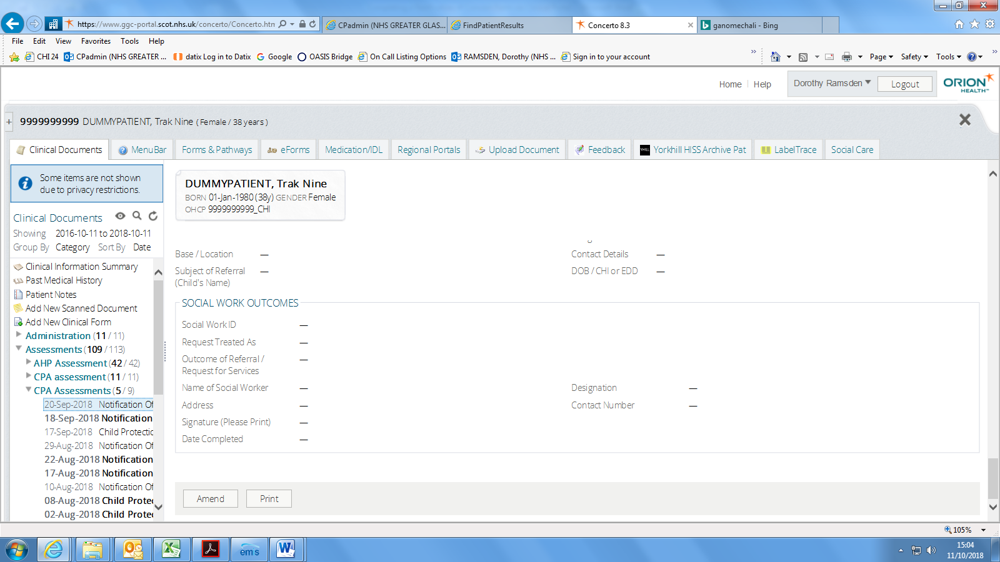 https://www.ggc-portal.scot.nhs.uk/concerto/Concerto.htm
CPadmin (NHS GREATER GLAS...
FindPatientResults
Concerto 8.3
ganomechali - Bing
File Edit View Favorites Tools Help
CHI 24 CPadmin (NHS GREATER ... datix Log in to Datix Google OASIS Bridge On Call Listing Options RAMSDEN, Dorothy (NHS ... Sign in to your account
Page Safety Tools
Home Help Dorothy Ramsden Logout
ORION
HEALTH™
9999999999 DUMMYPATIENT, Trak Nine ( Female / 38 years )
Clinical Documents MenuBar Forms & Pathways eForms Medication/IDL Regional Portals Upload Document Feedback Yorkhill HISS Archive Pat LabelTrace Social Care
Some items are not shown
due to privacy restrictions.
Clinical Documents
Showing 2016-10-11 to 2018-10-11
Group By Category Sort By Date
Clinical Information Summary
Past Medical History
Patient Notes
Add New Scanned Document
Add New Clinical Form
Administration (11 / 11)
Assessments (109 / 113)
AHP Assessment (42 / 42)
CPA assessment (11 / 11)
CPA Assessments (5 / 9)
20-Sep-2018 Notification Of
18-Sep-2018 Notification
17-Sep-2018 Child Protectio
29-Aug-2018 Notification Of
22-Aug-2018 Notification
17-Aug-2018 Notification
10-Aug-2018 Notification Of
08-Aug-2018 Child Protec
02-Aug-2018 Child Protec
DUMMYPATIENT, Trak Nine
BORN 01-Jan-1980 (38y) GENDER Female
OHCP 9999999999_CHI
Base / Location —
Contact Details —
Subject of Referral —
(Child's Name)
DOB / CHI or EDD —
SOCIAL WORK OUTCOMES
Social Work ID —
Request Treated As —
Outcome of Referral / —
Request for Services
Name of Social Worker —
Designation —
Address —
Contact Number —
Signature (Please Print) —
Date Completed —
Amend Print
105%
ems
15:04
11/10/2018